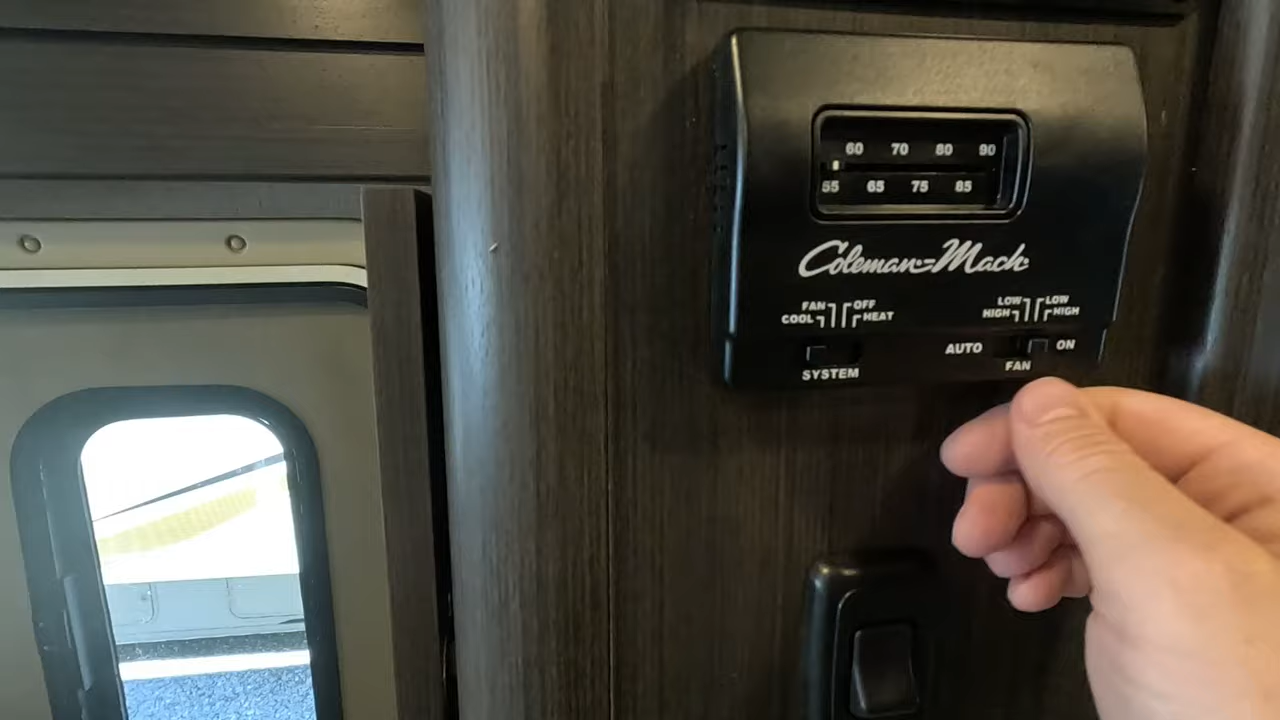 60 70 80 90
55 65 75 85
Coleman-Mach
FAN OFF
COOL HEAT
LOW LOW
HIGH HIGH
AUTO ON
SYSTEM
FAN